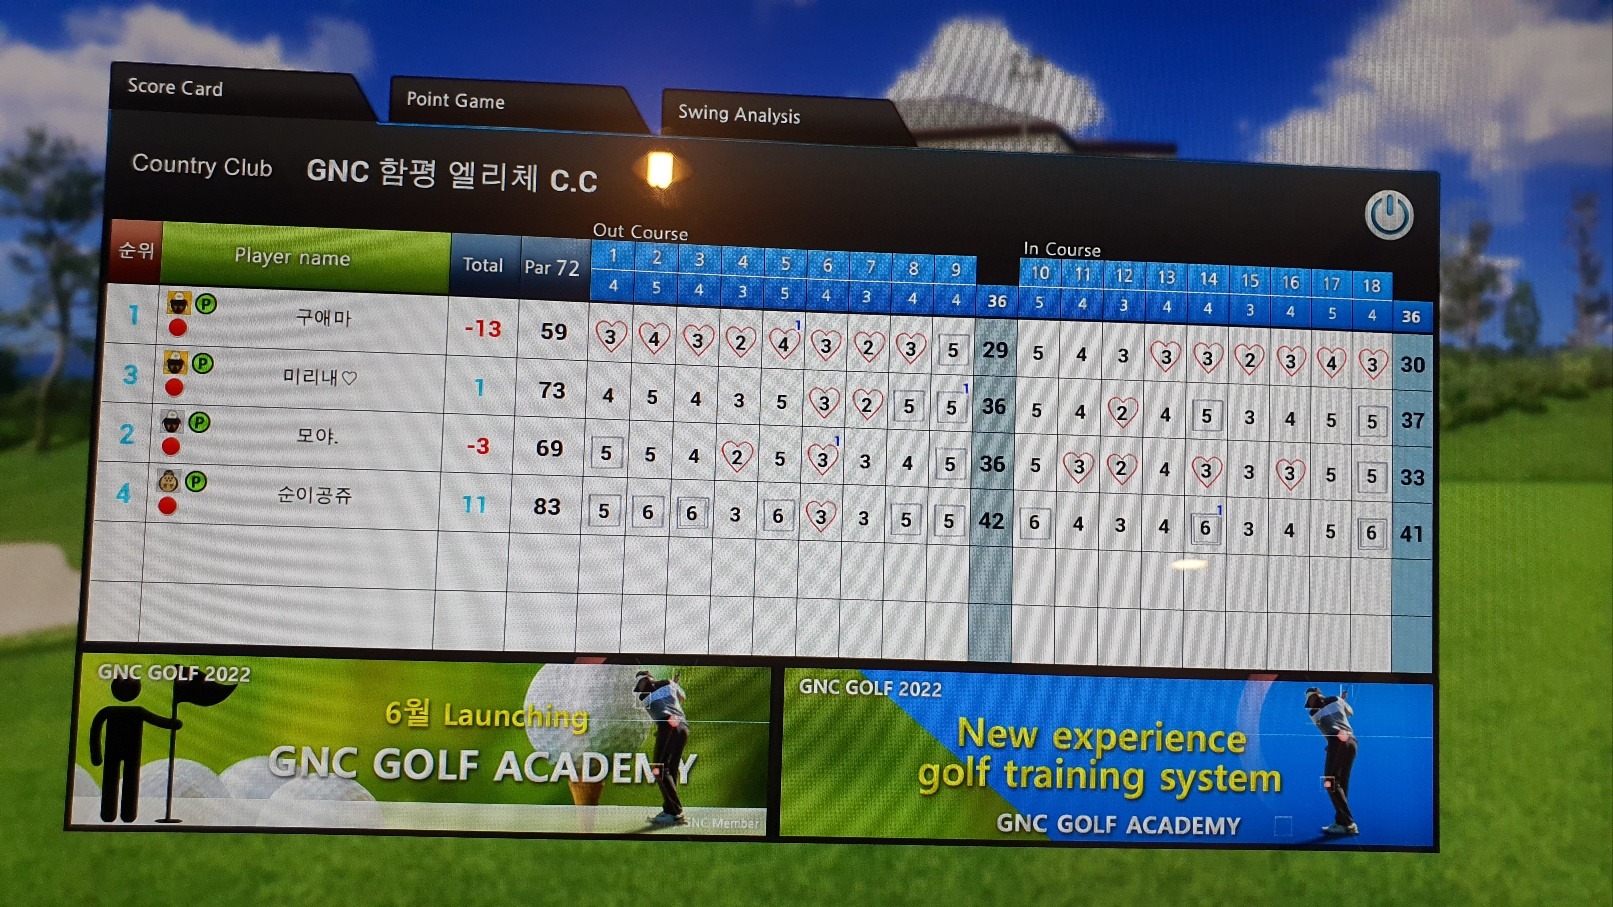 Score Card Point Game Swing Analysis
Country Club GNC 함평 엘리체 C.C
Out Course In Course
순위 Player name Total Par 72 1 2 3 4 5 6 7 8 9 10 11 12 13 14 15 16 17 18
4 5 4 3 5 4 3 4 4 36 5 4 3 4 4 3 4 5 4 36
1 P 구애마 -13 59 3 4 3 2 4 1 3 2 3 5 29 5 4 3 3 3 2 3 4 3 30
3 P 미리내♡ 1 73 4 5 4 3 5 3 2 5 5 1 36 5 4 2 4 5 3 4 5 5 37
2 P 모야. -3 69 5 5 4 2 5 3 1 3 4 5 36 5 3 2 4 3 3 3 5 5 33
4 P 순이공쥬 11 83 5 6 6 3 6 3 3 5 5 42 6 4 3 4 6 1 3 4 5 6 41
GNC GOLF 2022
6월 Launching
GNC GOLF ACADEMY
GNC Member
GNC GOLF 2022
New experience
golf training system
GNC GOLF ACADEMY